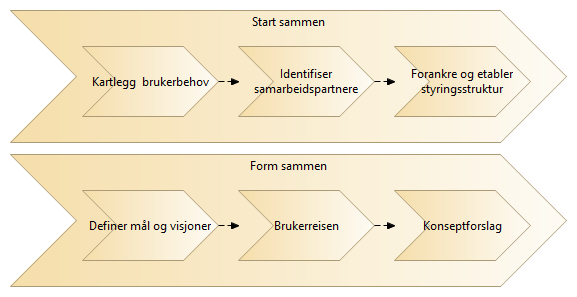 Start sammen
Kartlegg  brukerbehov
Identifiser
samarbeidspartnere
Forankre og etabler
styringsstruktur
Form sammen
Definer mål og visjoner
Brukerreisen
Konseptforslag